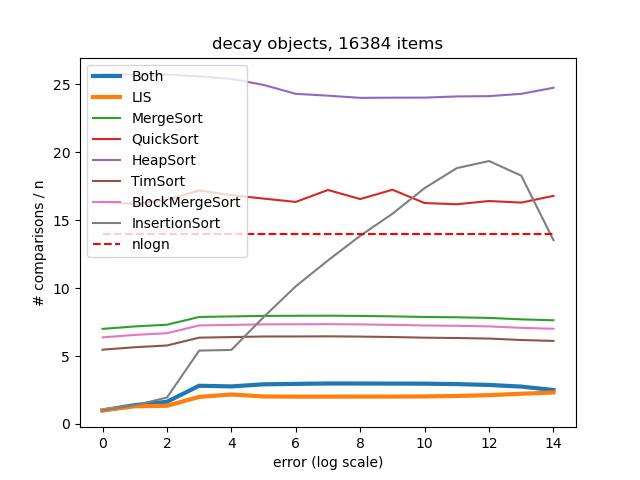 decay objects, 16384 items
# comparisons / n
25
20
15
10
5
0
Both
LIS
MergeSort
QuickSort
HeapSort
TimSort
BlockMergeSort
InsertionSort
nlogn
0 2 4 6 8 10 12 14
error (log scale)